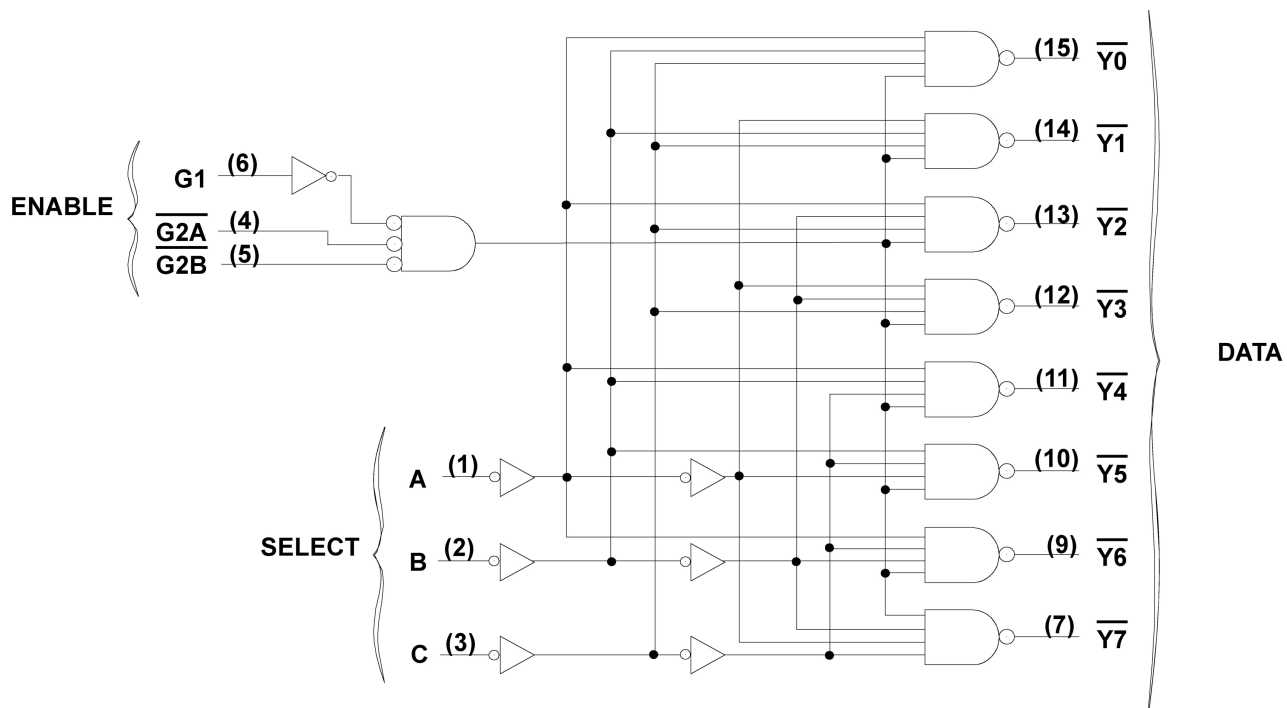 (15) Y0
(14) Y1
(6)
G1
ENABLE
(4)
G2A
(13) Y2
(5)
G2B
(12) Y3
DATA
(11) Y4
(1)
A
(10) Y5
SELECT
(2)
B
(9) Y6
(3)
C
(7) Y7